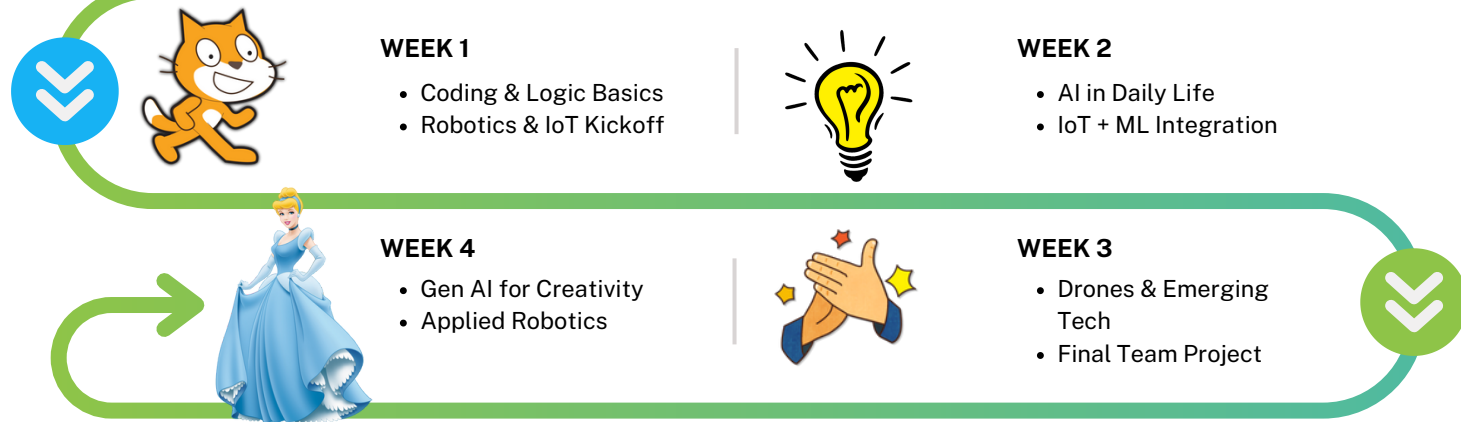 WEEK 1
• Coding & Logic Basics
• Robotics & IoT Kickoff
WEEK 2
• AI in Daily Life
• IoT + ML Integration
WEEK 4
• Gen AI for Creativity
• Applied Robotics
WEEK 3
• Drones & Emerging
Tech
• Final Team Project